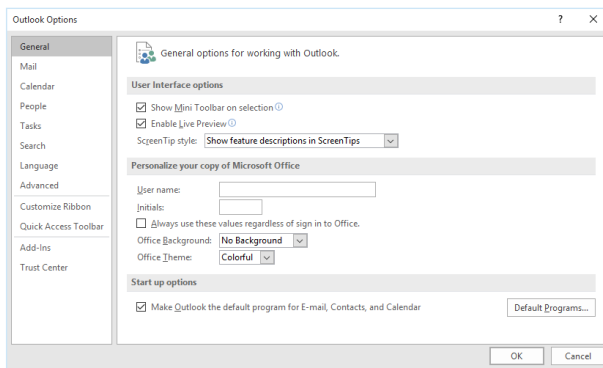 Outlook Options
General
Mail
Calendar
People
Tasks
Search
Language
Advanced
Customize Ribbon
Quick Access Toolbar
Add-Ins
Trust Center
General options for working with Outlook.
User Interface options
Show Mini Toolbar on selection
Enable Live Preview
ScreenTip style: Show feature descriptions in ScreenTips
Personalize your copy of Microsoft Office
User name:
Initials:
Always use these values regardless of sign in to Office.
Office Background: No Background
Office Theme: Colorful
Start up options
Make Outlook the default program for E-mail, Contacts, and Calendar
Default Programs...
OK Cancel